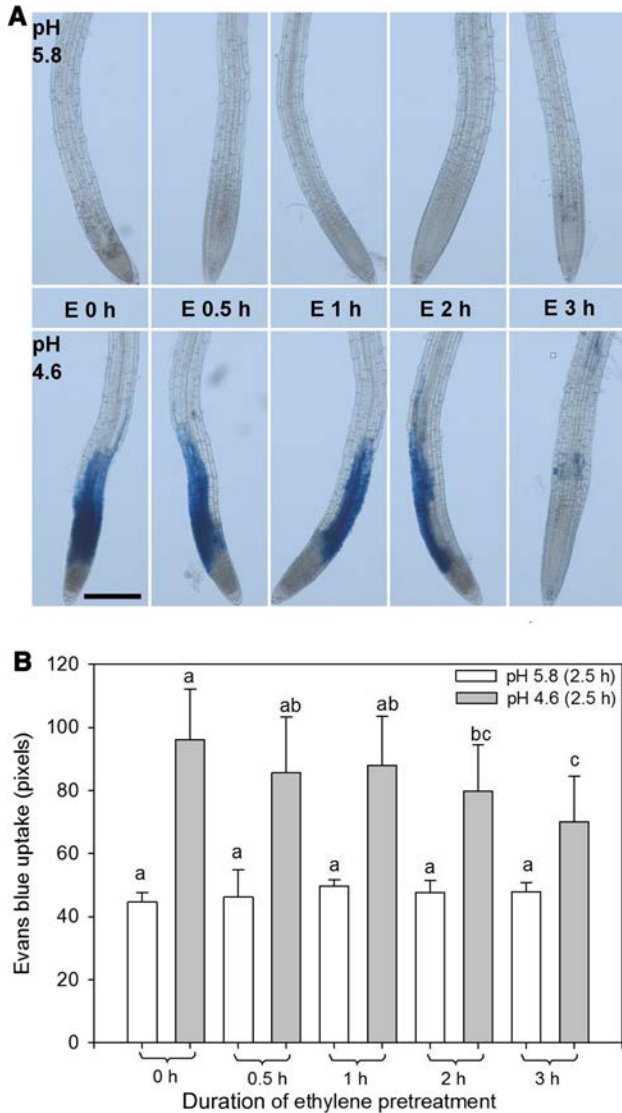 A
pH
5.8
E 0 h
E 0.5 h
E 1 h
E 2 h
E 3 h
pH
4.6
B
120
100
80
60
40
20
0
Evans blue uptake (pixels)
pH 5.8 (2.5 h)
pH 4.6 (2.5 h)
a
a
a
ab
a
ab
a
bc
a
c
0 h
0.5 h
1 h
2 h
3 h
Duration of ethylene pretreatment